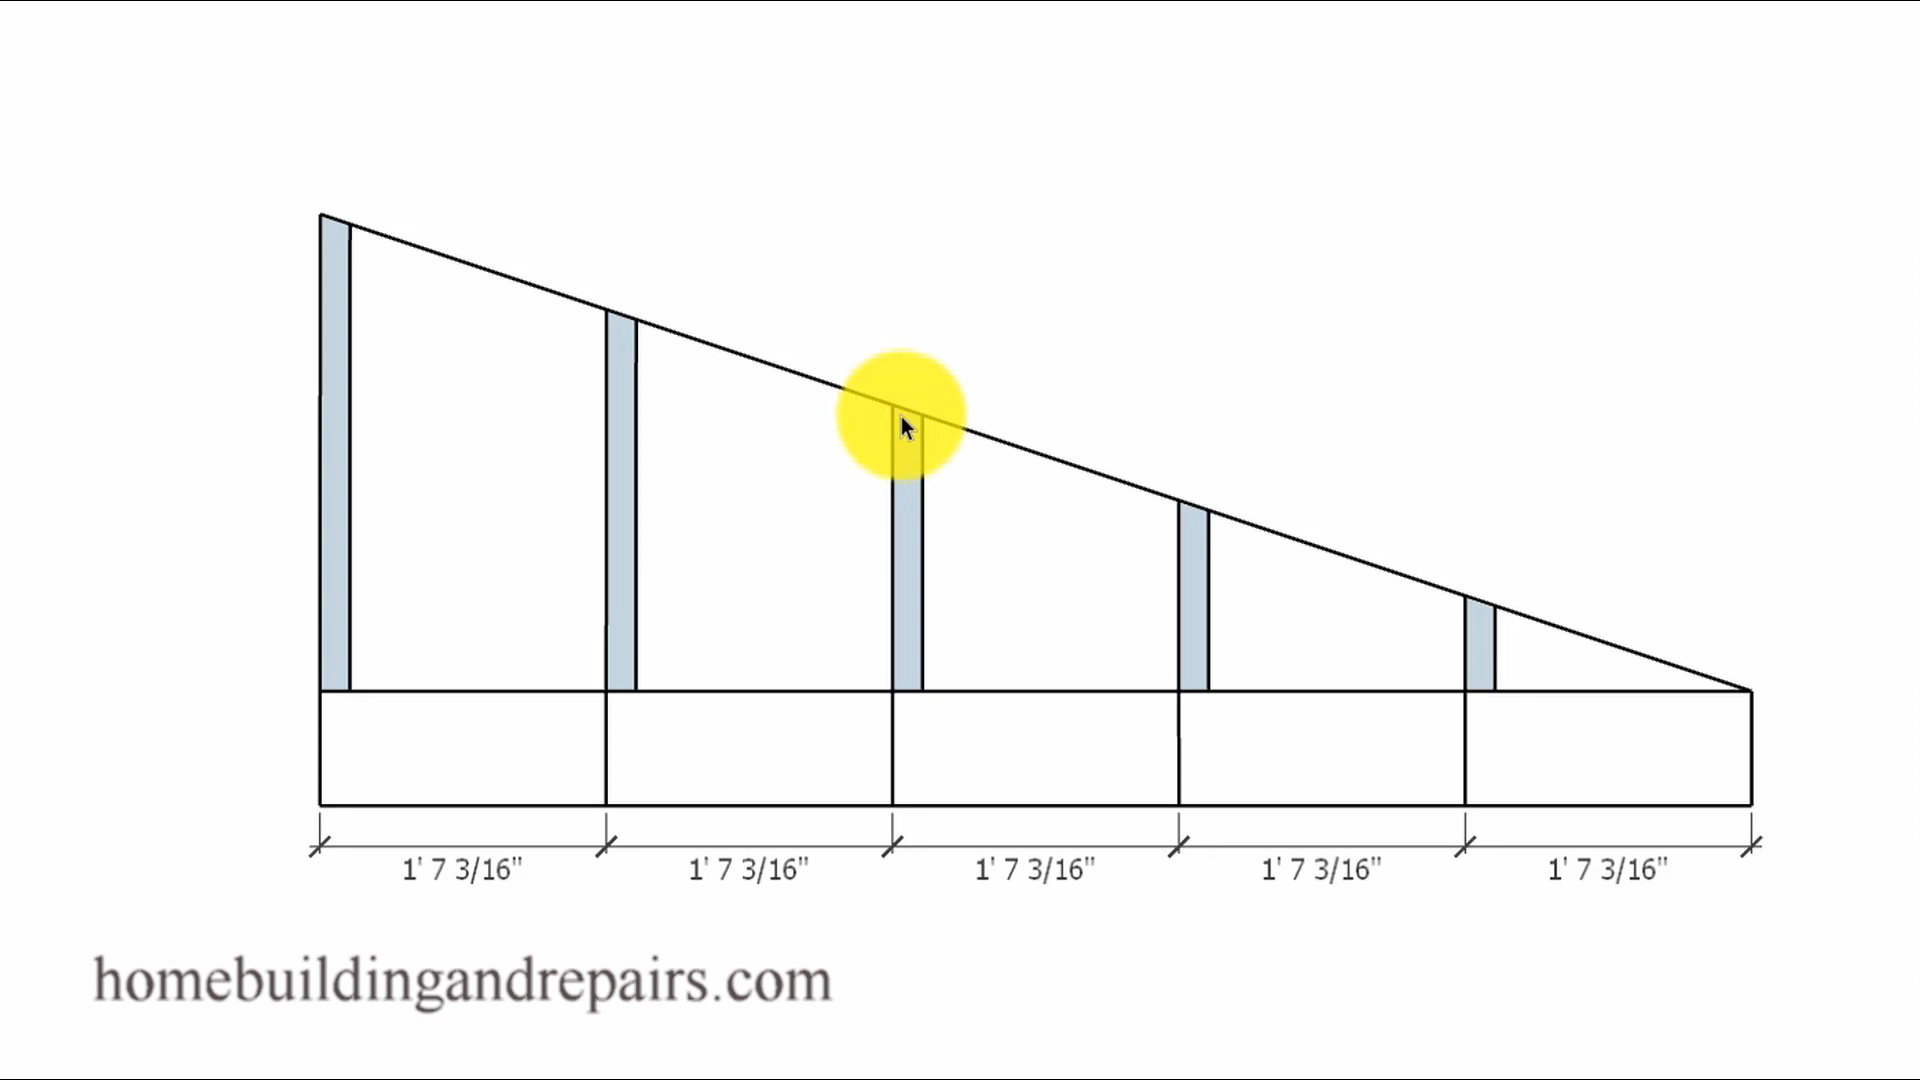 1' 7 3/16" 1' 7 3/16" 1' 7 3/16" 1' 7 3/16" 1' 7 3/16"
homebuildingandrepairs.com